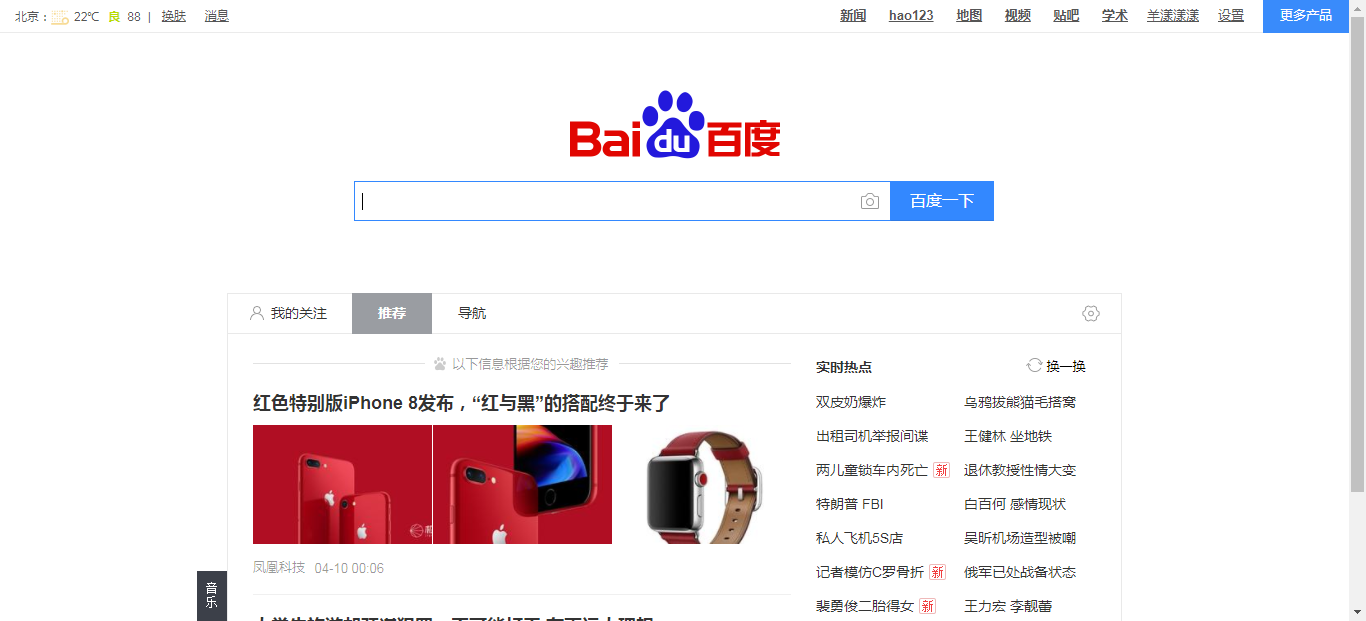 北京： 22℃ 良 88 | 换肤 消息
新闻 hao123 地图 视频 贴吧 学术 羊漾漾漾 设置 更多产品
Bai du 百度
百度一下
我的关注 推荐 导航
以下信息根据您的兴趣推荐
红色特别版iPhone 8发布，“红与黑”的搭配终于来了
凤凰科技 04-10 00:06
实时热点 换一换
双皮奶爆炸 乌鸦拔熊猫毛搭窝
出租司机举报间谍 王健林 坐地铁
两儿童锁车内死亡 新 退休教授性情大变
特朗普 FBI 白百何 感情现状
私人飞机5S店 吴昕机场造型被嘲
记者模仿C罗骨折 新 俄军已处战备状态
裴勇俊二胎得女 新 王力宏 李靓蕾
音
乐